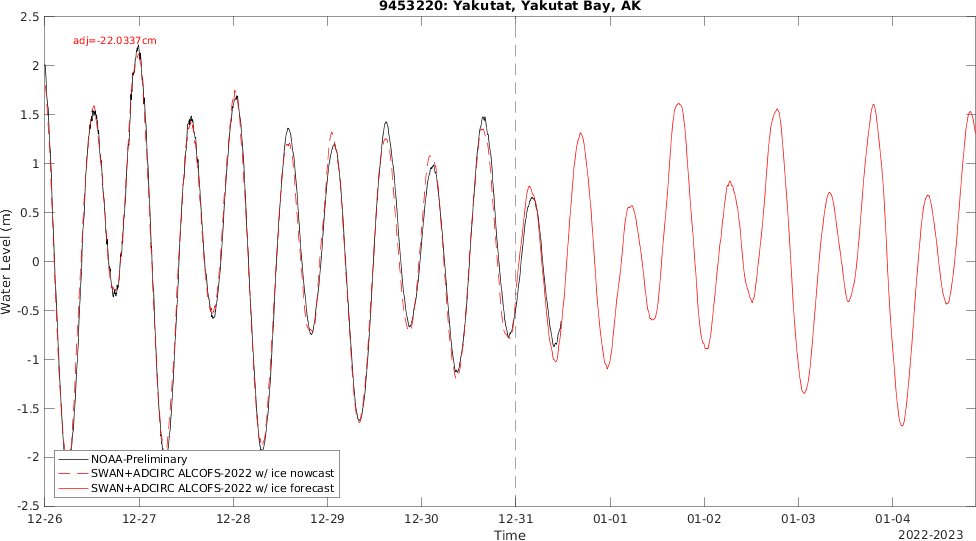 9453220: Yakutat, Yakutat Bay, AK
adj=-22.0337cm
2.5
2
1.5
1
0.5
0
-0.5
-1
-1.5
-2
-2.5
Water Level (m)
NOAA-Preliminary
SWAN+ADCIRC ALCOFS-2022 w/ ice nowcast
SWAN+ADCIRC ALCOFS-2022 w/ ice forecast
12-26 12-27 12-28 12-29 12-30 12-31 01-01 01-02 01-03 01-04
Time
2022-2023